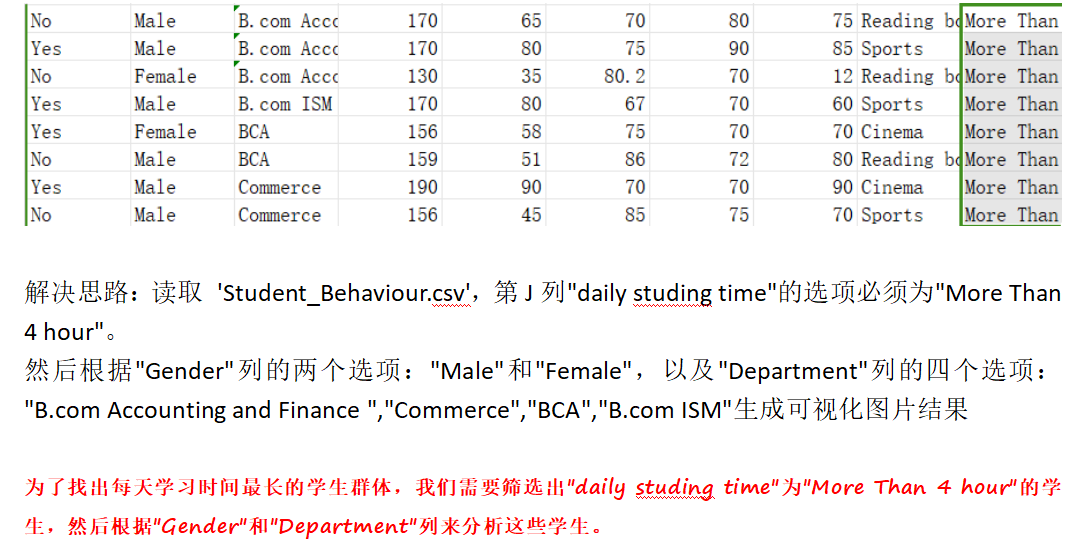 No Male B.com Accc 170 65 70 80 75 Reading bo More Than
Yes Male B.com Accc 170 80 75 90 85 Sports More Than
No Female B.com Accc 130 35 80.2 70 12 Reading bo More Than
Yes Male B.com ISM 170 80 67 70 60 Sports More Than
Yes Female BCA 156 58 75 70 70 Cinema More Than
No Male BCA 159 51 86 72 80 Reading bo More Than
Yes Male Commerce 190 90 70 70 90 Cinema More Than
No Male Commerce 156 45 85 75 70 Sports More Than
解决思路：读取 'Student_Behaviour.csv'，第 J 列"daily studing time"的选项必须为"More Than
4 hour"。
然后根据"Gender"列的两个选项："Male"和"Female"，以及"Department"列的四个选项：
"B.com Accounting and Finance ","Commerce","BCA","B.com ISM"生成可视化图片结果
为了找出每天学习时间最长的学生群体，我们需要筛选出"daily studing time"为"More Than 4 hour"的学
生，然后根据"Gender"和"Department"列来分析这些学生。